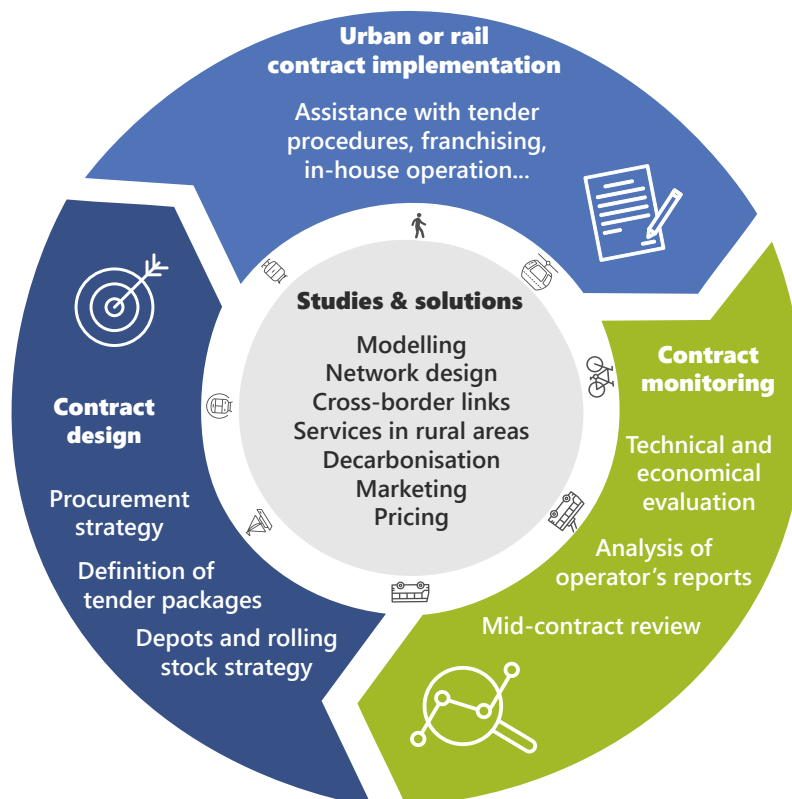 Urban or rail
contract implementation
Assistance with tender
procedures, franchising,
in-house operation...
Studies & solutions
Modelling
Network design
Cross-border links
Services in rural areas
Decarbonisation
Marketing
Pricing
Contract
monitoring
Technical and
economical
evaluation
Analysis of
operator's reports
Mid-contract review
Contract
design
Procurement
strategy
Definition of
tender packages
Depots and rolling
stock strategy